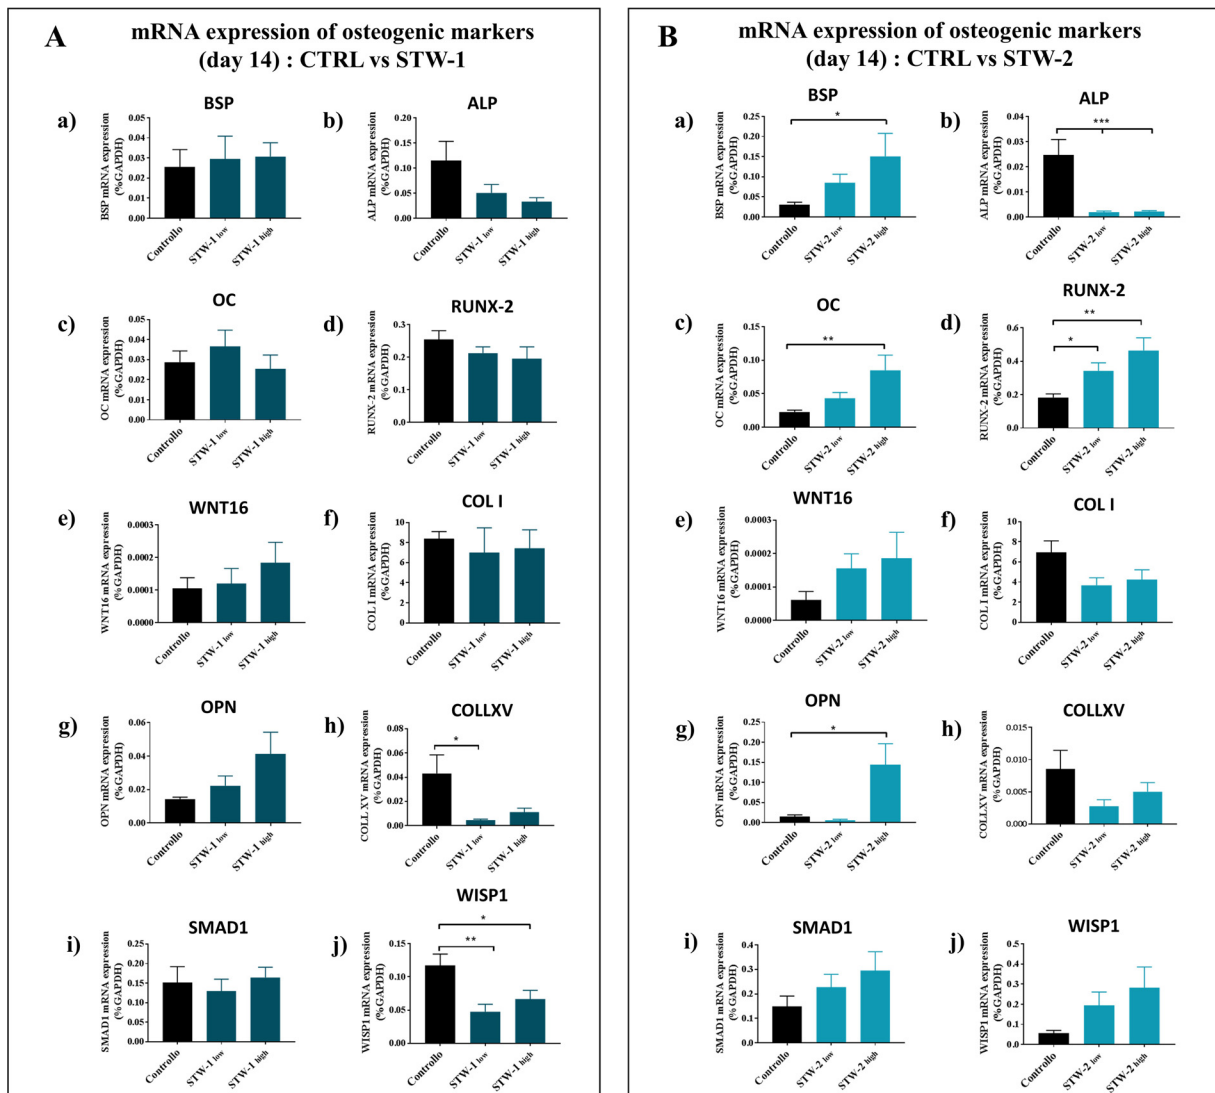 A
mRNA expression of osteogenic markers
(day 14) : CTRL vs STW-1
a)
BSP
BSP mRNA expression
(%GAPDH)
0.05
0.04
0.03
0.02
0.01
0.00
Controllo
STW-1 low
STW-1 high
b)
ALP
ALP mRNA expression
(%GAPDH)
0.20
0.15
0.10
0.05
0.00
Controllo
STW-1 low
STW-1 high
c)
OC
OC mRNA expression
(%GAPDH)
0.05
0.04
0.03
0.02
0.01
0.00
Controllo
STW-1 low
STW-1 high
d)
RUNX-2
RUNX-2 mRNA expression
(%GAPDH)
0.3
0.2
0.1
0.0
Controllo
STW-1 low
STW-1 high
e)
WNT16
WNT16 mRNA expression
(%GAPDH)
0.0003
0.0002
0.0001
0.0000
Controllo
STW-1 low
STW-1 high
f)
COL I
COL I mRNA expression
(%GAPDH)
10
8
6
4
2
0
Controllo
STW-1 low
STW-1 high
g)
OPN
OPN mRNA expression
(%GAPDH)
0.06
0.04
0.02
0.00
Controllo
STW-1 low
STW-1 high
h)
COLLXV
COLLXV mRNA expression
(%GAPDH)
0.08
0.06
0.04
0.02
0.00
*
Controllo
STW-1 low
STW-1 high
i)
SMAD1
SMAD1 mRNA expression
(%GAPDH)
0.25
0.20
0.15
0.10
0.05
0.00
Controllo
STW-1 low
STW-1 high
j)
WISP1
WISP1 mRNA expression
(%GAPDH)
0.15
0.10
0.05
0.00
*
**
Controllo
STW-1 low
STW-1 high
B
mRNA expression of osteogenic markers
(day 14) : CTRL vs STW-2
a)
BSP
BSP mRNA expression
(%GAPDH)
0.25
0.20
0.15
0.10
0.05
0.00
*
Controllo
STW-2 low
STW-2 high
b)
ALP
ALP mRNA expression
(%GAPDH)
0.04
0.03
0.02
0.01
0.00
***
Controllo
STW-2 low
STW-2 high
c)
OC
OC mRNA expression
(%GAPDH)
0.15
0.10
0.05
0.00
**
Controllo
STW-2 low
STW-2 high
d)
RUNX-2
RUNX-2 mRNA expression
(%GAPDH)
0.6
0.4
0.2
0.0
**
*
Controllo
STW-2 low
STW-2 high
e)
WNT16
WNT16 mRNA expression
(%GAPDH)
0.0003
0.0002
0.0001
0.0000
Controllo
STW-2 low
STW-2 high
f)
COL I
COL I mRNA expression
(%GAPDH)
10
8
6
4
2
0
Controllo
STW-2 low
STW-2 high
g)
OPN
OPN mRNA expression
(%GAPDH)
0.25
0.20
0.15
0.10
0.05
0.00
*
Controllo
STW-2 low
STW-2 high
h)
COLLXV
COLLXV mRNA expression
(%GAPDH)
0.015
0.010
0.005
0.000
Controllo
STW-2 low
STW-2 high
i)
SMAD1
SMAD1 mRNA expression
(%GAPDH)
0.4
0.3
0.2
0.1
0.0
Controllo
STW-2 low
STW-2 high
j)
WISP1
WISP1 mRNA expression
(%GAPDH)
0.5
0.4
0.3
0.2
0.1
0.0
Controllo
STW-2 low
STW-2 high